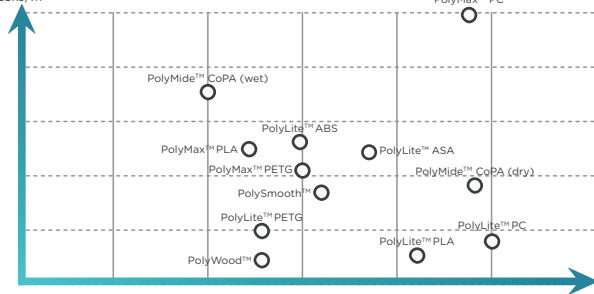 PolyMax™ PC
PolyMide™ CoPA (wet)
PolyLite™ ABS
PolyMax™ PLA
PolyLite™ ASA
PolyMax™ PETG
PolyMide™ CoPA (dry)
PolySmooth™
PolyLite™ PETG
PolyLite™ PC
PolyLite™ PLA
PolyWood™